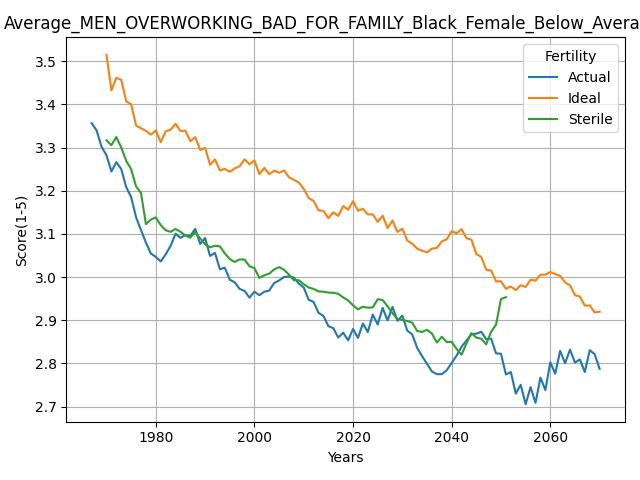 Average_MEN_OVERWORKING_BAD_FOR_FAMILY_Black_Female_Below_Avera
Fertility
Actual
Ideal
Sterile
Score(1-5)
3.5
3.4
3.3
3.2
3.1
3.0
2.9
2.8
2.7
1980 2000 2020 2040 2060
Years